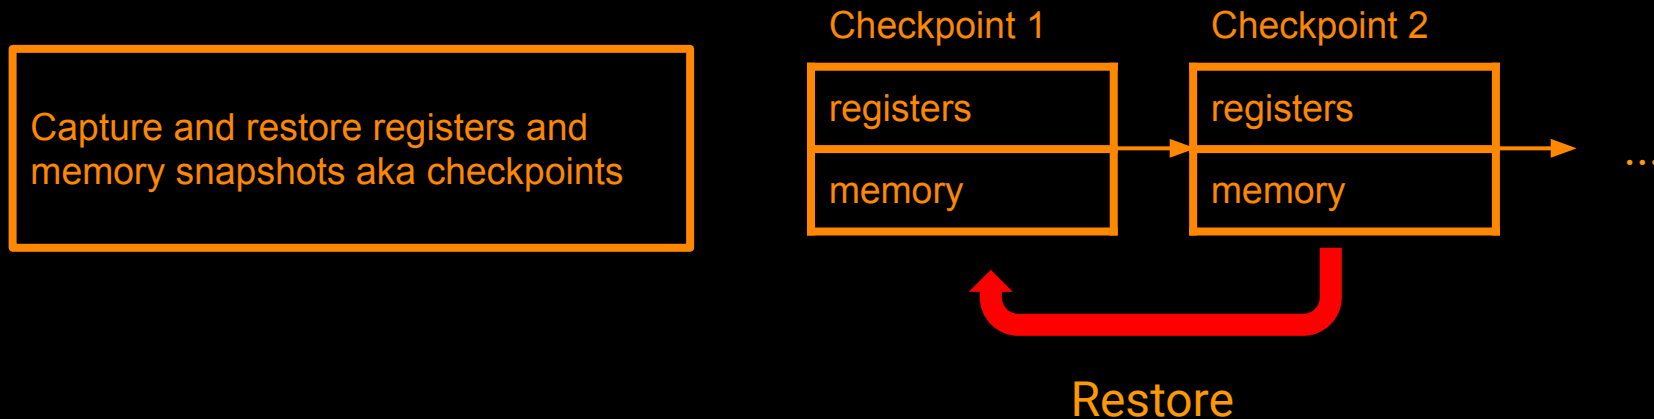 Capture and restore registers and
memory snapshots aka checkpoints
Checkpoint 1
registers
memory
Checkpoint 2
registers
memory
...
Restore